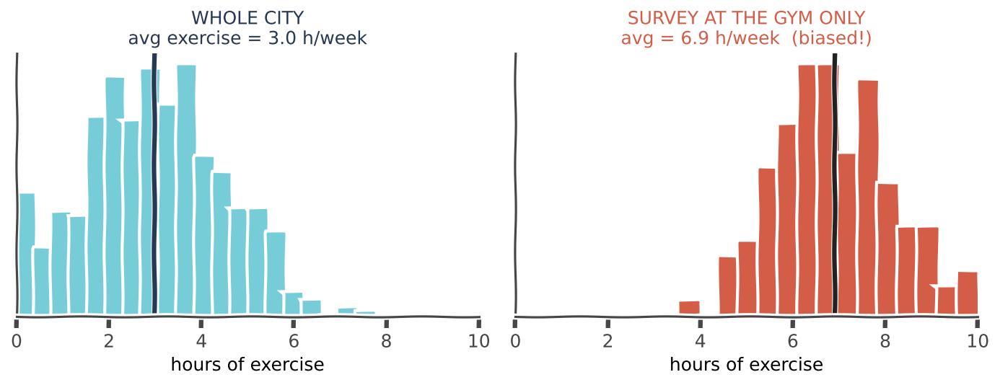 WHOLE CITY
avg exercise = 3.0 h/week
0 2 4 6 8 10
hours of exercise
SURVEY AT THE GYM ONLY
avg = 6.9 h/week (biased!)
0 2 4 6 8 10
hours of exercise